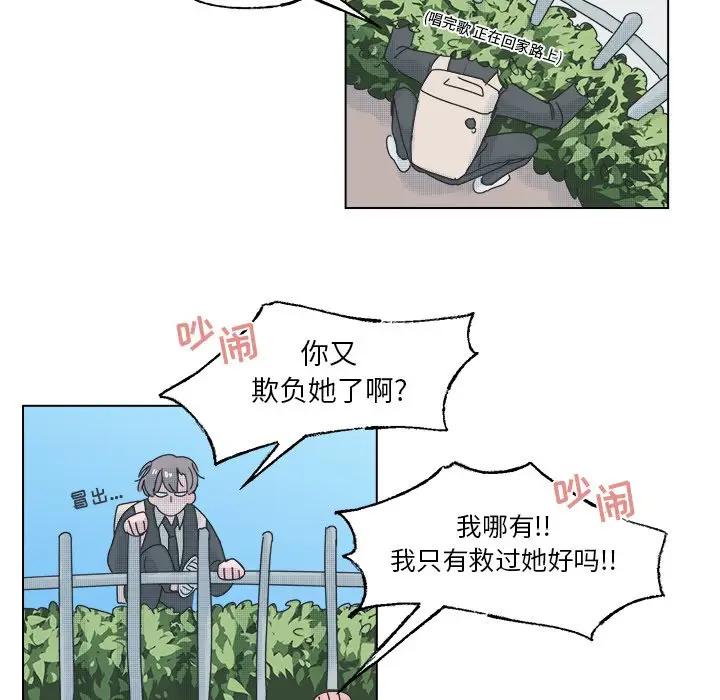 (唱完歌 正在回家路上)
吵闹
你又
欺负她了啊?
冒出...
吵闹
我哪有!!
我只有救过她好吗!!